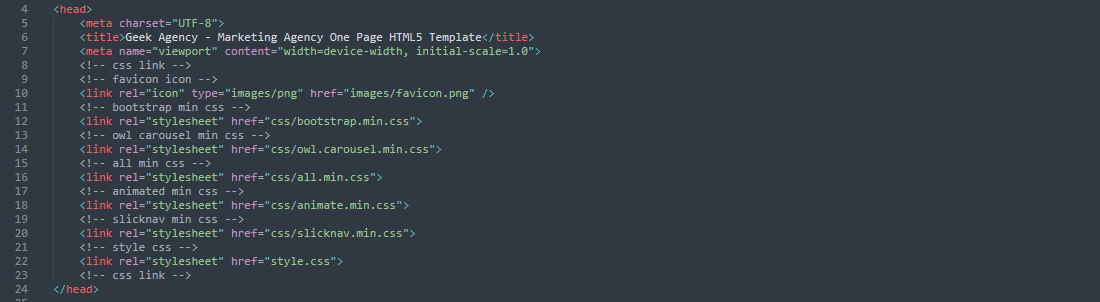 4 <head>
5 <meta charset="UTF-8">
6 <title>Geek Agency - Marketing Agency One Page HTML5 Template</title>
7 <meta name="viewport" content="width=device-width, initial-scale=1.0">
8 <!-- css link -->
9 <!-- favicon icon -->
10 <link rel="icon" type="images/png" href="images/favicon.png" />
11 <!-- bootstrap min css -->
12 <link rel="stylesheet" href="css/bootstrap.min.css">
13 <!-- owl carousel min css -->
14 <link rel="stylesheet" href="css/owl.carousel.min.css">
15 <!-- all min css -->
16 <link rel="stylesheet" href="css/all.min.css">
17 <!-- animated min css -->
18 <link rel="stylesheet" href="css/animate.min.css">
19 <!-- slicknav min css -->
20 <link rel="stylesheet" href="css/slicknav.min.css">
21 <!-- style css -->
22 <link rel="stylesheet" href="style.css">
23 <!-- css link -->
24 </head>